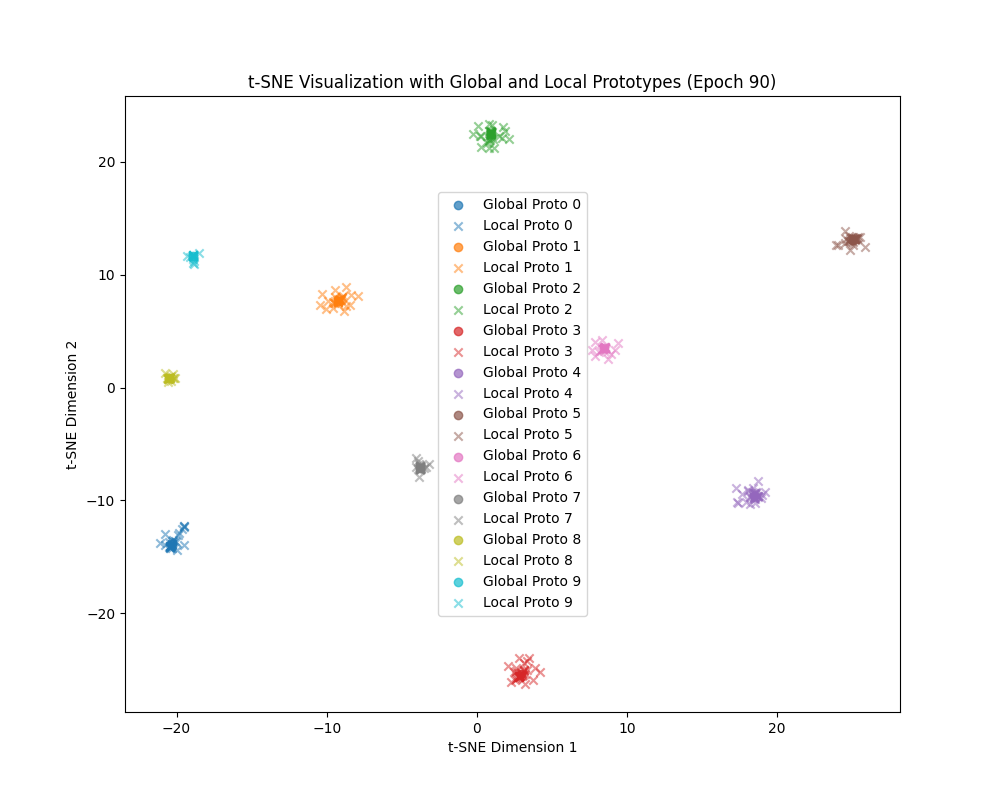 t-SNE Visualization with Global and Local Prototypes (Epoch 90)
t-SNE Dimension 2
20
10
0
−10
−20
Global Proto 0
Local Proto 0
Global Proto 1
Local Proto 1
Global Proto 2
Local Proto 2
Global Proto 3
Local Proto 3
Global Proto 4
Local Proto 4
Global Proto 5
Local Proto 5
Global Proto 6
Local Proto 6
Global Proto 7
Local Proto 7
Global Proto 8
Local Proto 8
Global Proto 9
Local Proto 9
−20 −10 0 10 20
t-SNE Dimension 1